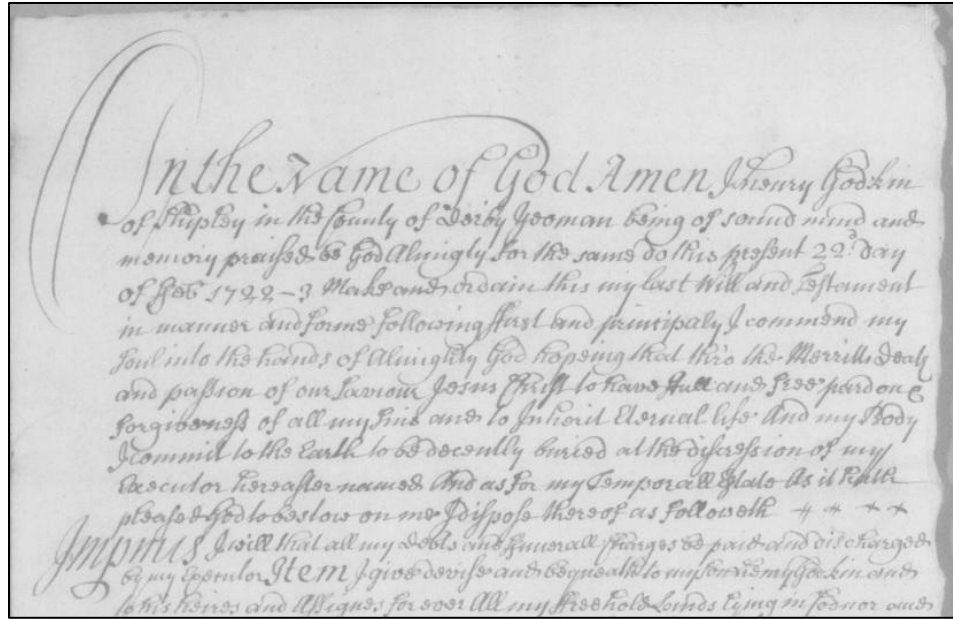 In the Name of God Amen I henry Godkin
of Shipley in the County of Derby Yeoman being of sound mind and
memory praised be God Almigty for the same do this present 22d. Day
of Feb 1722-3 Make and ordain this my last Will and Testament
in manner and forme following ffirst and principaly I commend my
Soul into the hands of Almighty God hopeing that thro the Merritts death
and passion of our Saviour Jesus Christ to have ffull and free pardon &
forgiveness of all my Sins and to Inherit Eternal life And my Body
I commit to the Earth to be decently buried at the discression of my
Executor hereafter named And as for my Temporall Estate As it hath
pleased God to bestow on me I dispose thereof as followeth
Imprimis I will that all my Debts and ffunerall Charges be paid and discharged
by my Executor Item I give devise and bequeath to my son Henry Godkin and
to his heires and Assignes for ever All my ffreehold Lands lying in Codnor and